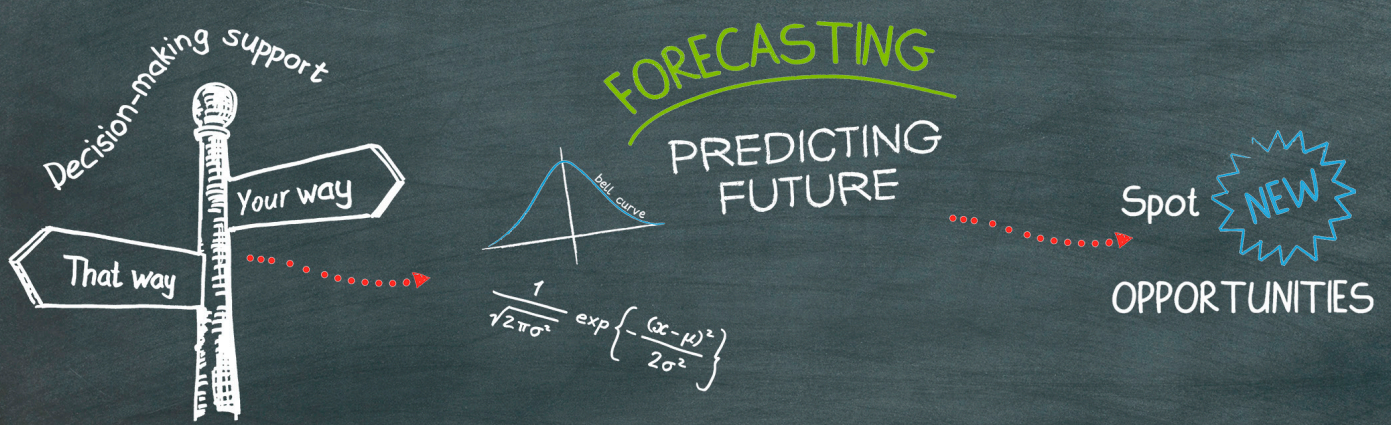 Decision-making support
Your way
That way
FORECASTING
PREDICTING
FUTURE
bell curve
1
√2πσ² exp{-(x-μ)²
2σ²}
Spot NEW
OPPORTUNITIES